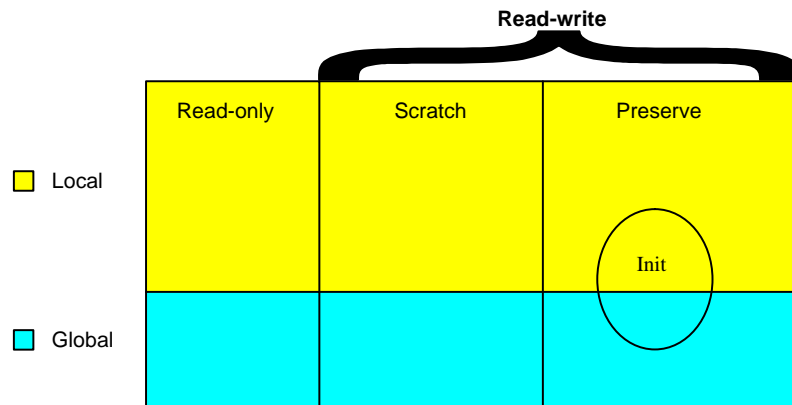 Read-write
Read-only
Scratch
Preserve
Local
Init
Global